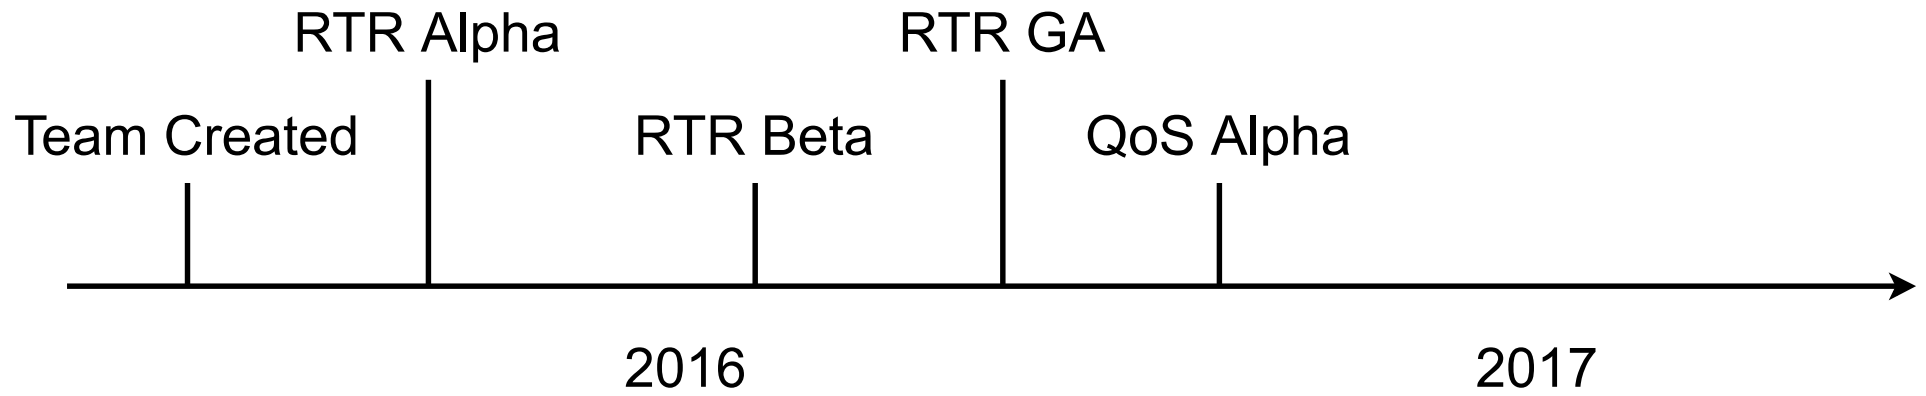 RTR Alpha
RTR GA
Team Created
RTR Beta
QoS Alpha
2016
2017